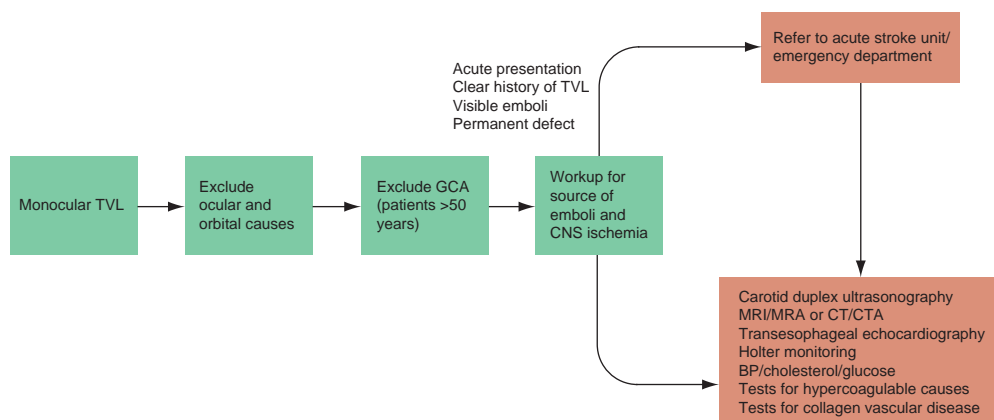 Monocular TVL
Exclude
ocular and
orbital causes
Exclude GCA
(patients >50
years)
Workup for
source of
emboli and
CNS ischemia
Acute presentation
Clear history of TVL
Visible emboli
Permanent defect
Refer to acute stroke unit/
emergency department
Carotid duplex ultrasonography
MRI/MRA or CT/CTA
Transesophageal echocardiography
Holter monitoring
BP/cholesterol/glucose
Tests for hypercoagulable causes
Tests for collagen vascular disease